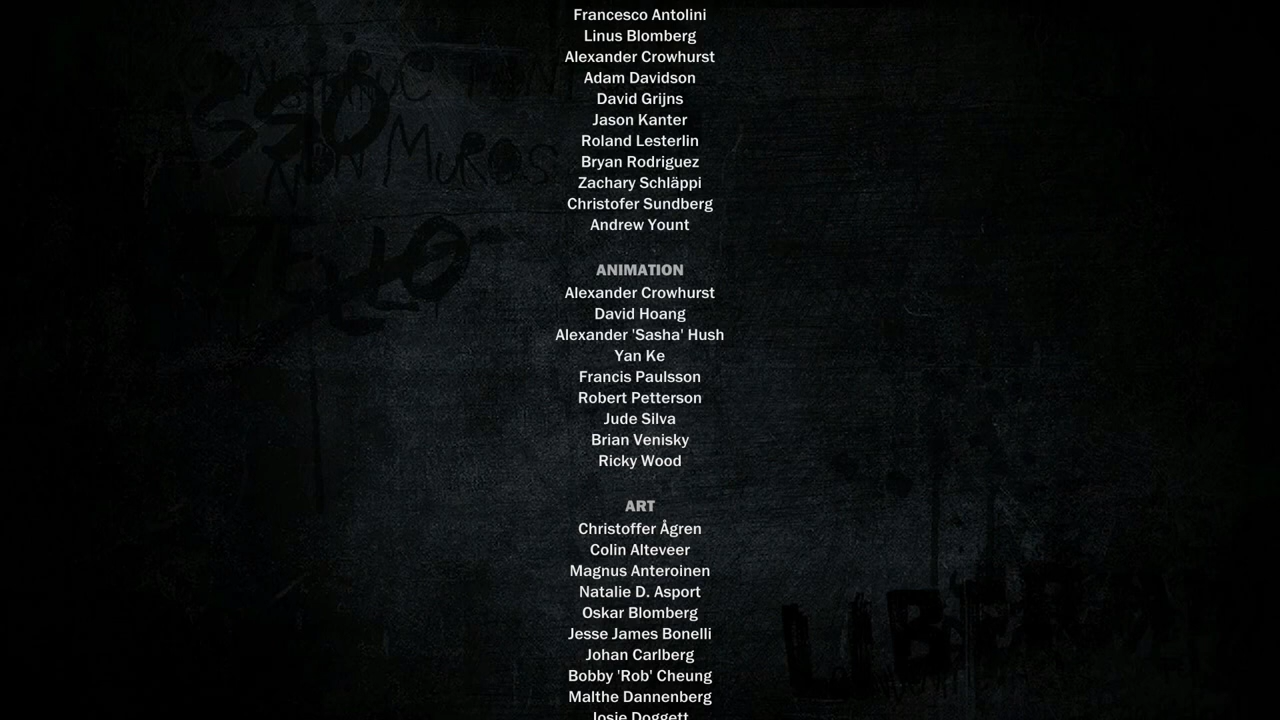 Francesco Antolini
Linus Blomberg
Alexander Crowhurst
Adam Davidson
David Grijns
Jason Kanter
Roland Lesterlin
Bryan Rodriguez
Zachary Schläppi
Christofer Sundberg
Andrew Yount
ANIMATION
Alexander Crowhurst
David Hoang
Alexander 'Sasha' Hush
Yan Ke
Francis Paulsson
Robert Petterson
Jude Silva
Brian Venisky
Ricky Wood
ART
Christoffer Ågren
Colin Alteveer
Magnus Anteroinen
Natalie D. Asport
Oskar Blomberg
Jesse James Bonelli
Johan Carlberg
Bobby 'Rob' Cheung
Malthe Dannenberg
Josie Doggett